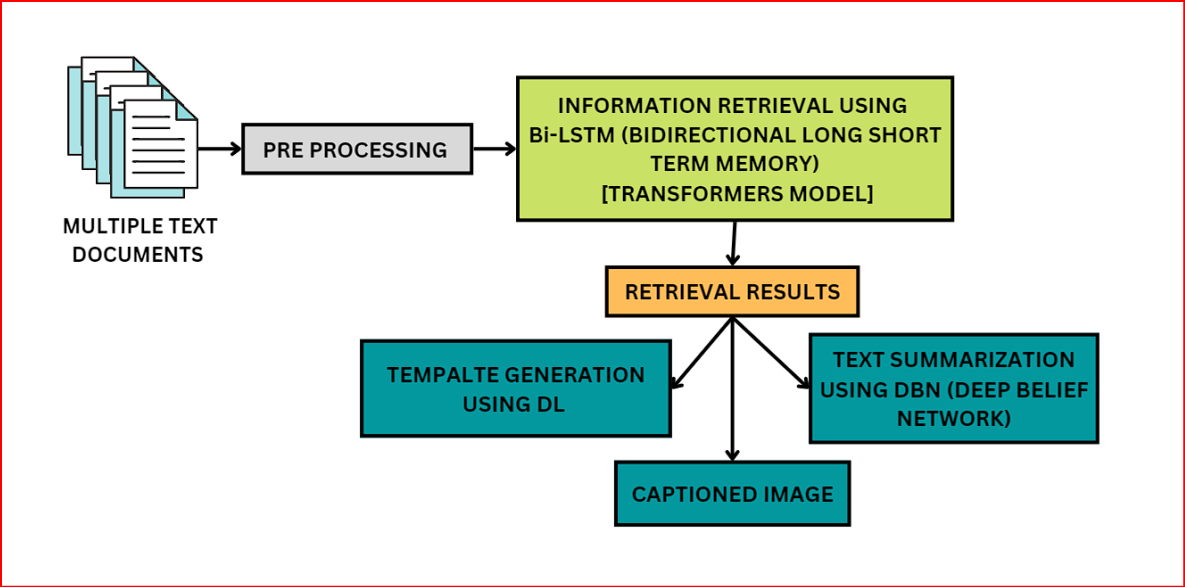 MULTIPLE TEXT
DOCUMENTS
PRE PROCESSING
INFORMATION RETRIEVAL USING
Bi-LSTM (BIDIRECTIONAL LONG SHORT
TERM MEMORY)
[TRANSFORMERS MODEL]
RETRIEVAL RESULTS
TEMPALTE GENERATION
USING DL
CAPTIONED IMAGE
TEXT SUMMARIZATION
USING DBN (DEEP BELIEF
NETWORK)